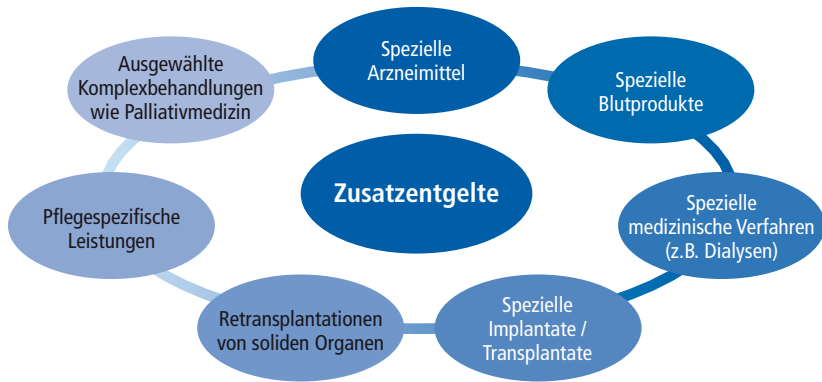 Spezielle
Arzneimittel
Spezielle
Blutprodukte
Spezielle
medizinische Verfahren
(z.B. Dialysen)
Spezielle
Implantate /
Transplantate
Retransplantationen
von soliden Organen
Pflegespezifische
Leistungen
Ausgewählte
Komplexbehandlungen
wie Palliativmedizin
Zusatzentgelte